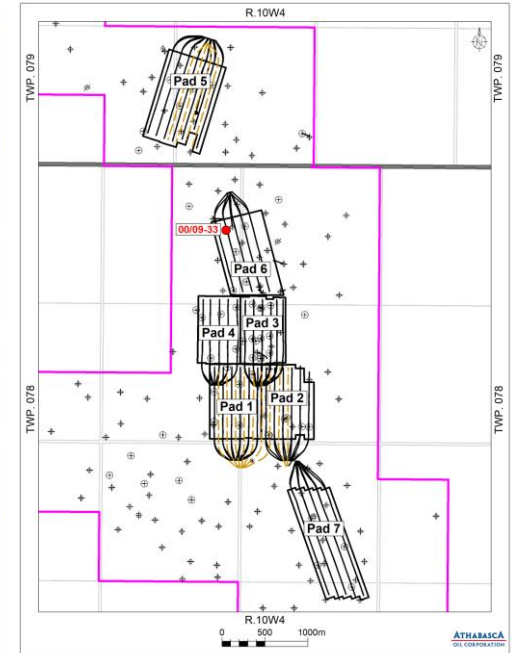 R.10W4
TWP. 079
TWP. 079
N
Pad 5
00/09-33
Pad 6
Pad 4
Pad 3
Pad 1
Pad 2
TWP. 078
TWP. 078
Pad 7
R.10W4
0 500 1000m
ATHABASCA
OIL CORPORATION